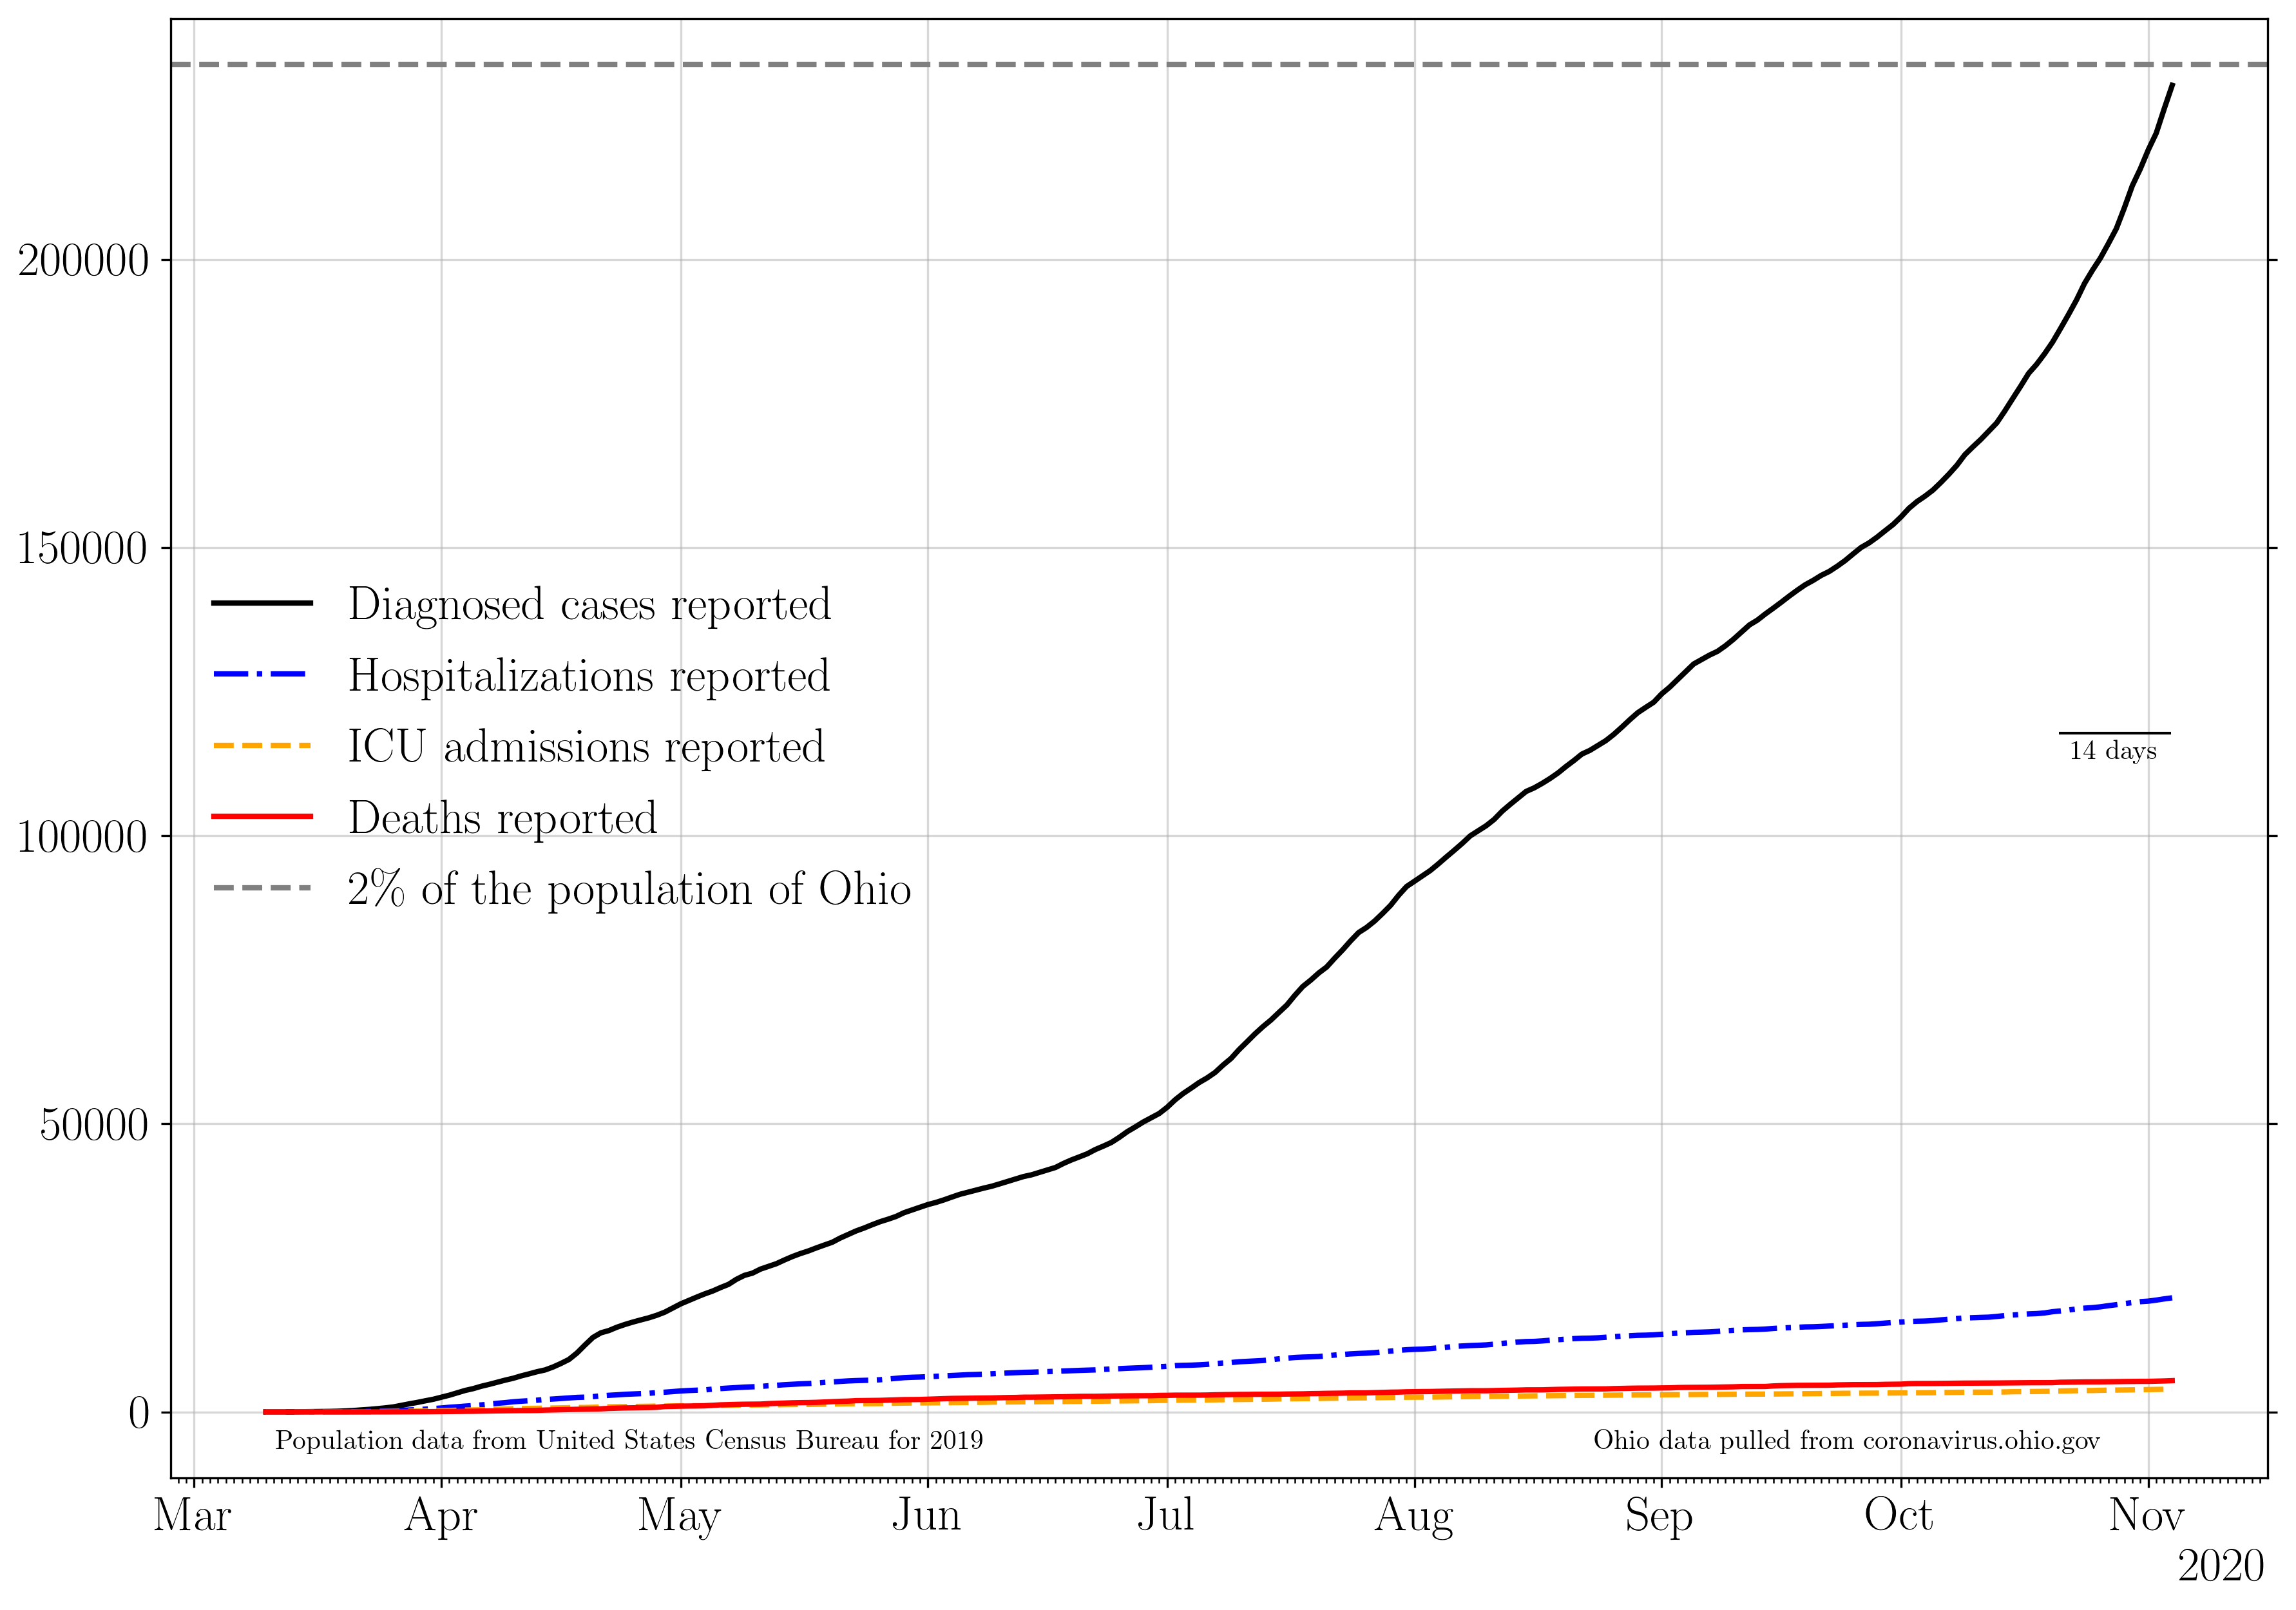 200000
150000
100000
50000
0
Diagnosed cases reported
Hospitalizations reported
ICU admissions reported
Deaths reported
2% of the population of Ohio
14 days
Population data from United States Census Bureau for 2019
Ohio data pulled from coronavirus.ohio.gov
Mar Apr May Jun Jul Aug Sep Oct Nov
2020